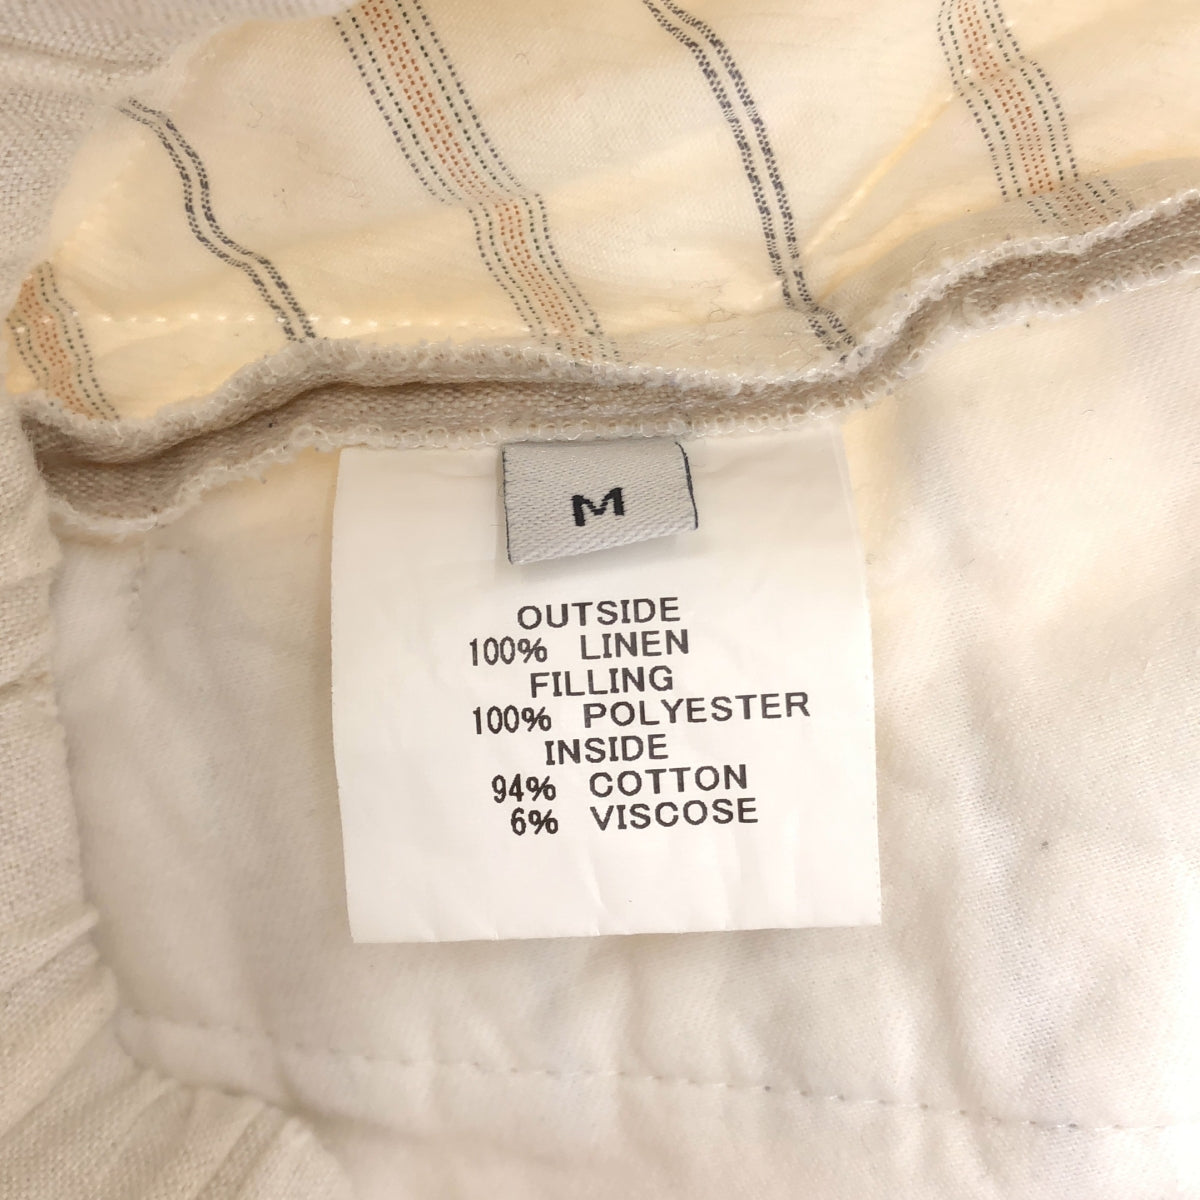 M
OUTSIDE
100% LINEN
FILLING
100% POLYESTER
INSIDE
94% COTTON
6% VISCOSE